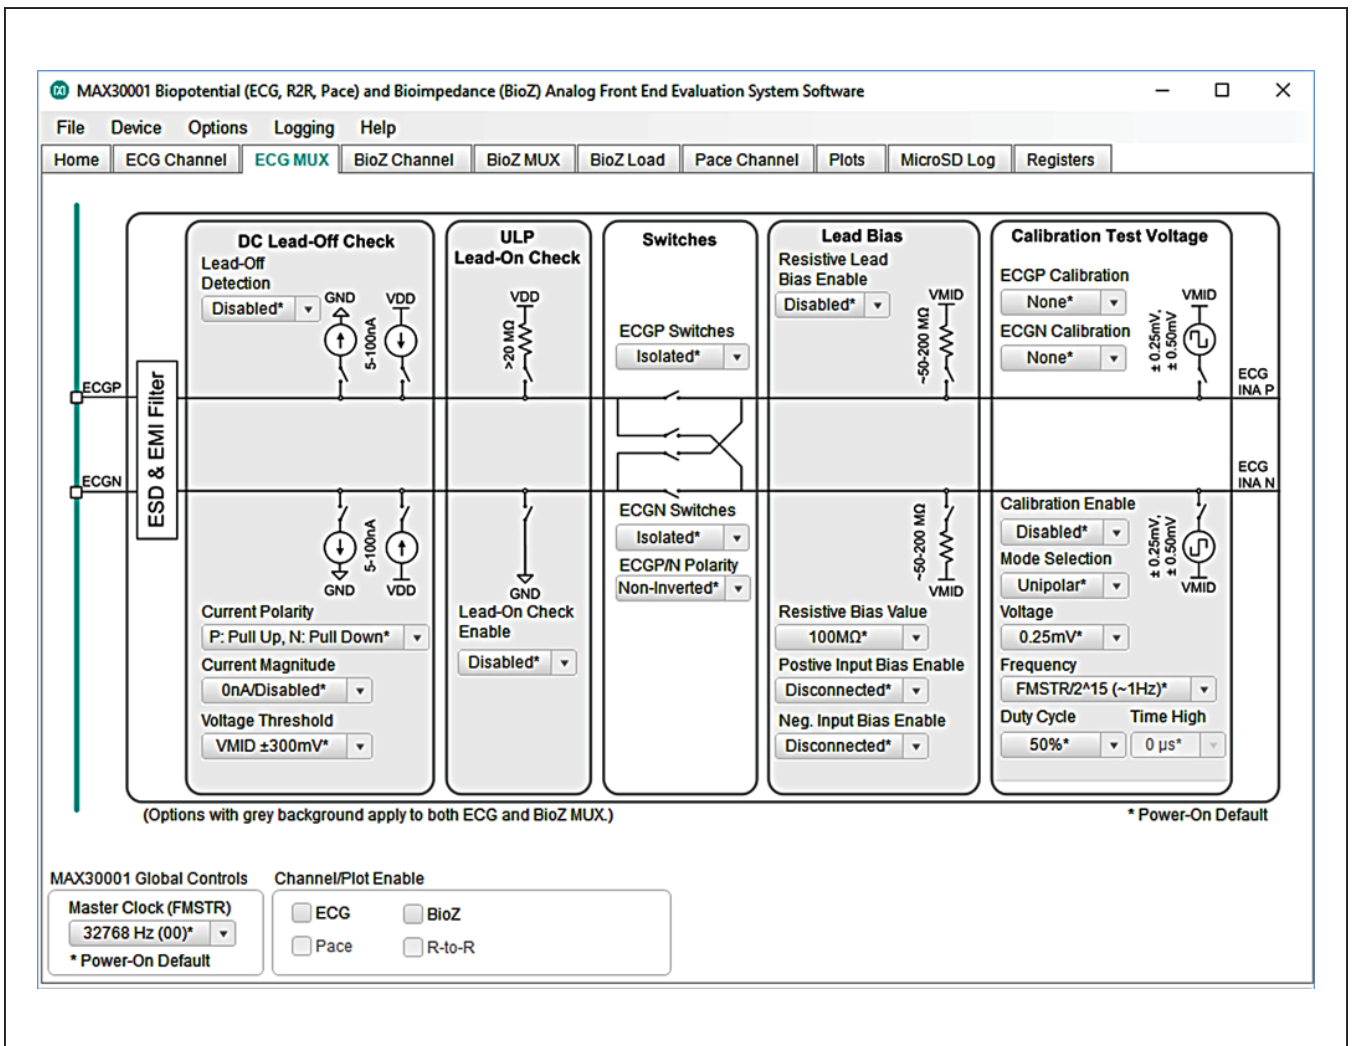 MAX30001 Biopotential (ECG, R2R, Pace) and Bioimpedance (BioZ) Analog Front End Evaluation System Software
File Device Options Logging Help
Home ECG Channel ECG MUX BioZ Channel BioZ MUX BioZ Load Pace Channel Plots MicroSD Log Registers
ECGP
ECGN
ESD & EMI Filter
DC Lead-Off Check
Lead-Off
Detection
Disabled*
GND VDD
5-100nA
5-100nA
GND VDD
Current Polarity
P: Pull Up, N: Pull Down*
Current Magnitude
0nA/Disabled*
Voltage Threshold
VMID ±300mV*
ULP
Lead-On Check
VDD
>20 MΩ
GND
Lead-On Check
Enable
Disabled*
Switches
ECGP Switches
Isolated*
ECGN Switches
Isolated*
ECGP/N Polarity
Non-Inverted*
Lead Bias
Resistive Lead
Bias Enable
Disabled*
VMID
~50-200 MΩ
~50-200 MΩ
VMID
Resistive Bias Value
100MΩ*
Postive Input Bias Enable
Disconnected*
Neg. Input Bias Enable
Disconnected*
Calibration Test Voltage
ECGP Calibration
None*
ECGN Calibration
None*
VMID
± 0.25mV,
± 0.50mV
Calibration Enable
Disabled*
Mode Selection
Unipolar*
± 0.25mV,
± 0.50mV
VMID
Voltage
0.25mV*
Frequency
FMSTR/2^15 (~1Hz)*
Duty Cycle Time High
50%* 0 µs*
ECG
INA P
ECG
INA N
(Options with grey background apply to both ECG and BioZ MUX.)
* Power-On Default
MAX30001 Global Controls
Master Clock (FMSTR)
32768 Hz (00)*
* Power-On Default
Channel/Plot Enable
ECG BioZ
Pace R-to-R